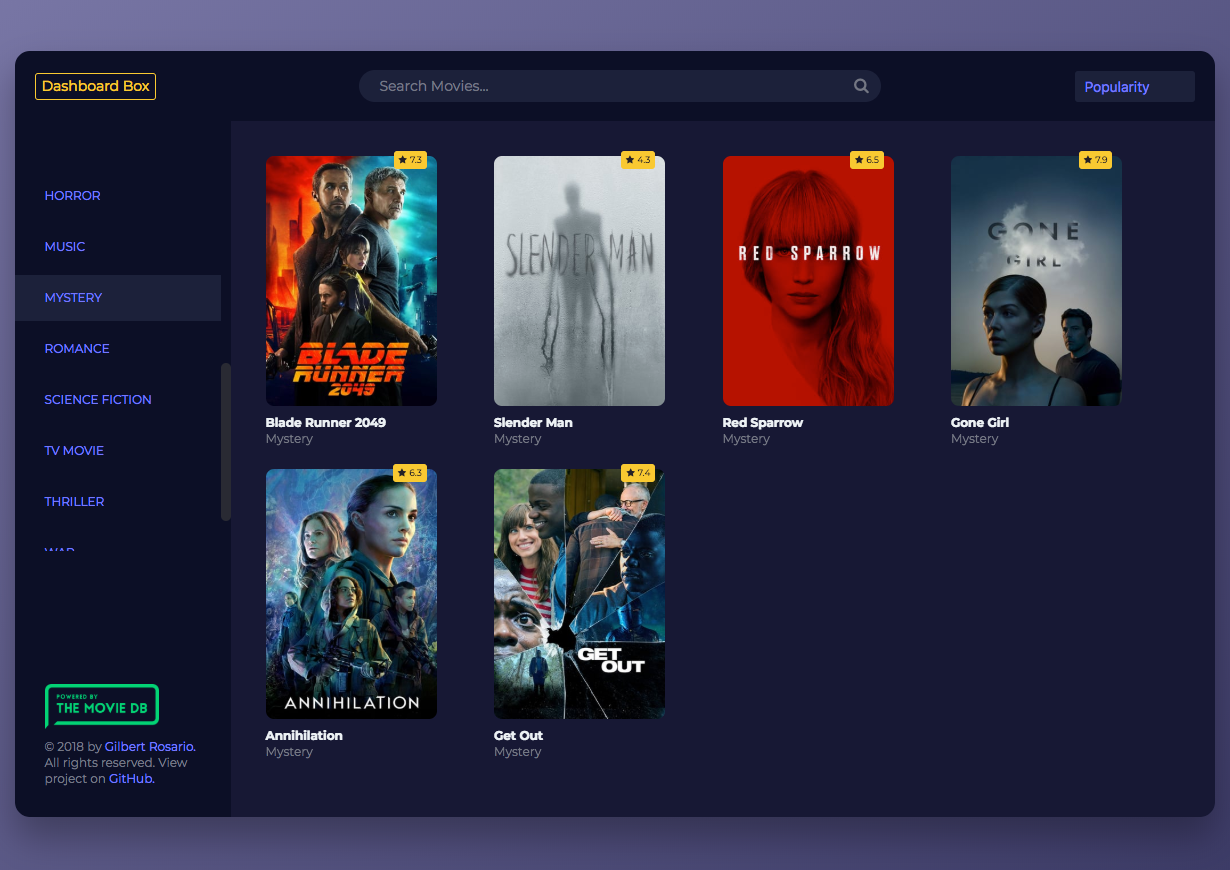 Dashboard Box
Search Movies...
Popularity
HORROR
MUSIC
MYSTERY
ROMANCE
SCIENCE FICTION
TV MOVIE
THRILLER
WAR
POWERED BY
THE MOVIE DB
© 2018 by Gilbert Rosario.
All rights reserved. View
project on GitHub.
7.3
BLADE
RUNNER
2049
Blade Runner 2049
Mystery
4.3
SLENDER MAN
Slender Man
Mystery
6.5
RED SPARROW
Red Sparrow
Mystery
7.9
GONE
GIRL
Gone Girl
Mystery
6.3
ANNIHILATION
Annihilation
Mystery
7.4
GET
OUT
Get Out
Mystery